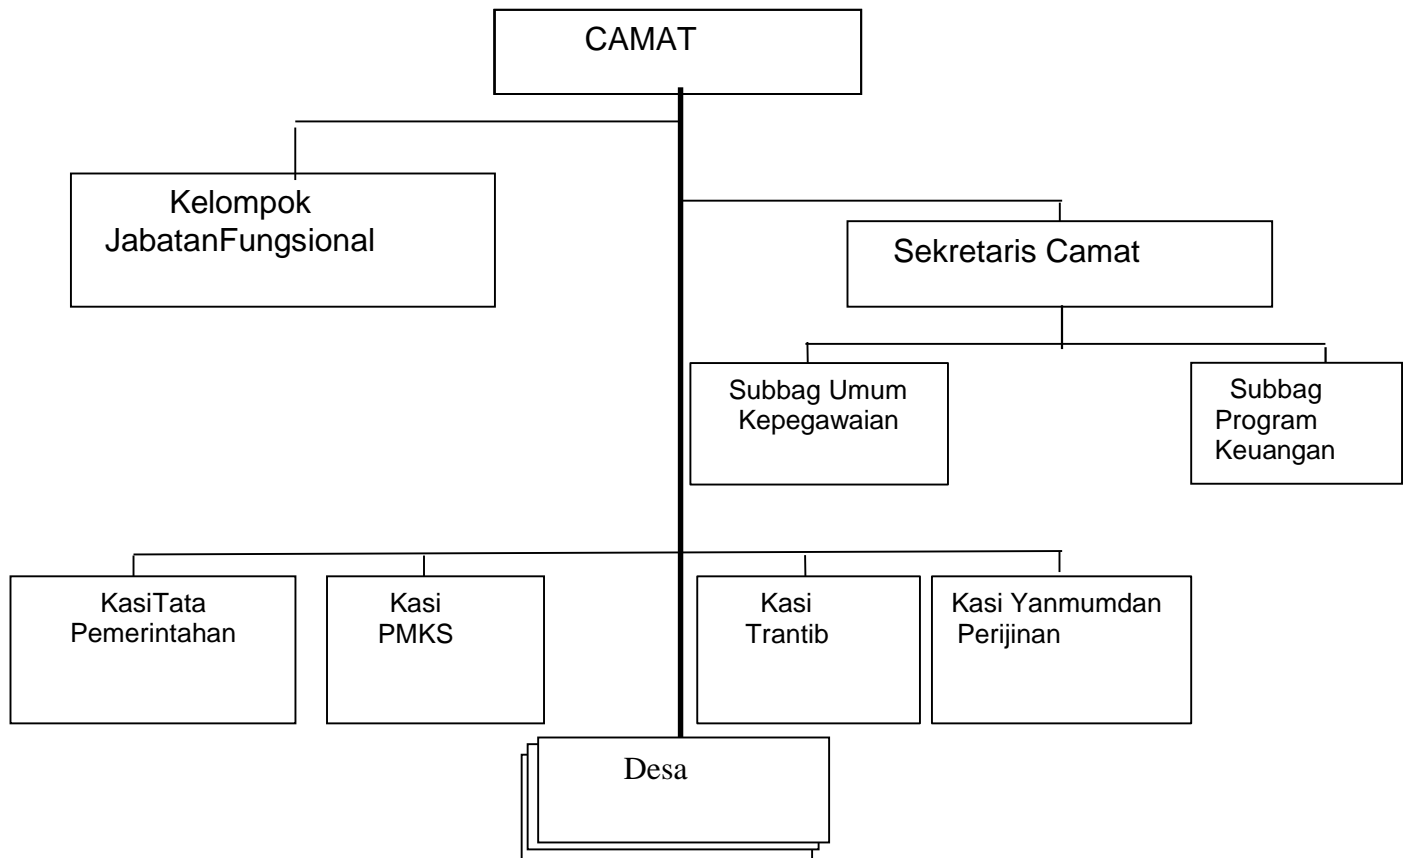 CAMAT
Kelompok
JabatanFungsional
Sekretaris Camat
Subbag Umum
Kepegawaian
Subbag
Program
Keuangan
KasiTata
Pemerintahan
Kasi
PMKS
Kasi
Trantib
Kasi Yanmumdan
Perijinan
Desa